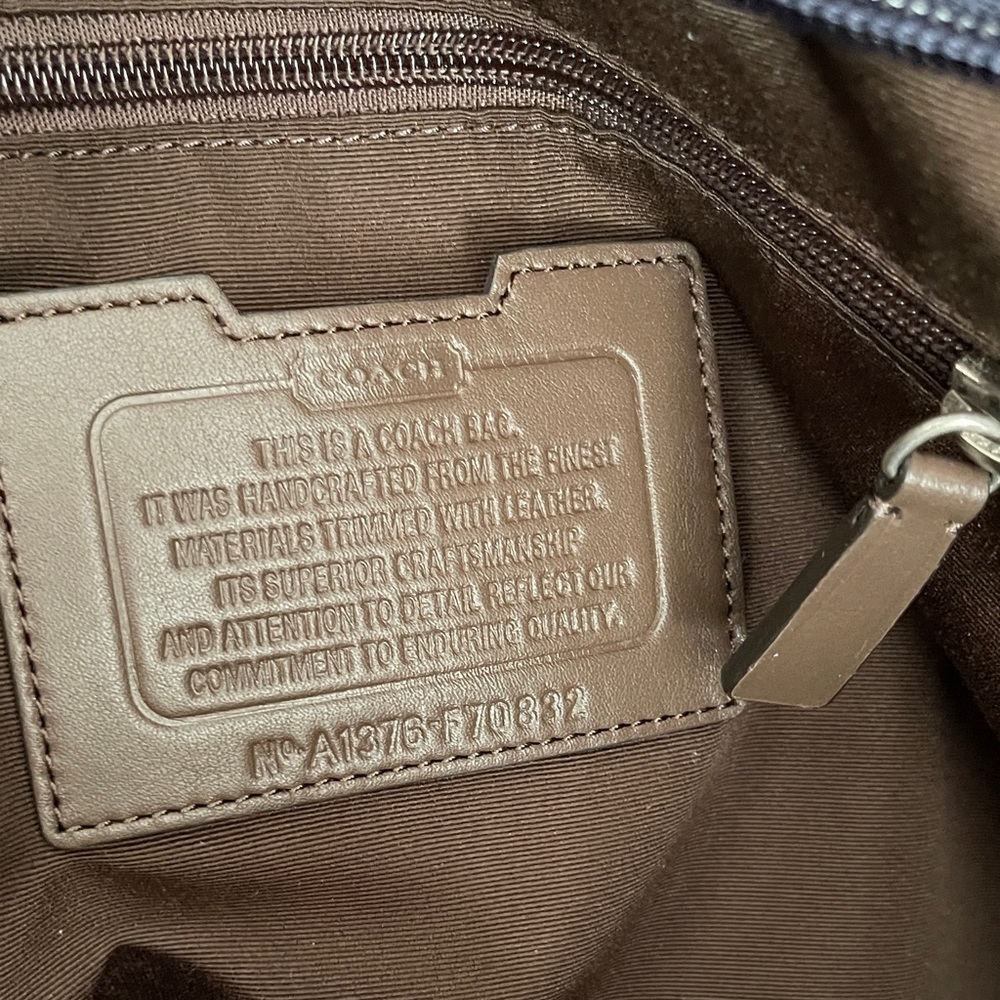 COACH
THIS IS A COACH BAG.
IT WAS HANDCRAFTED FROM THE FINEST
MATERIALS TRIMMED WITH LEATHER.
ITS SUPERIOR CRAFTSMANSHIP
AND ATTENTION TO DETAIL REFLECT OUR
COMMITMENT TO ENDURING QUALITY.
No A1376-F70832